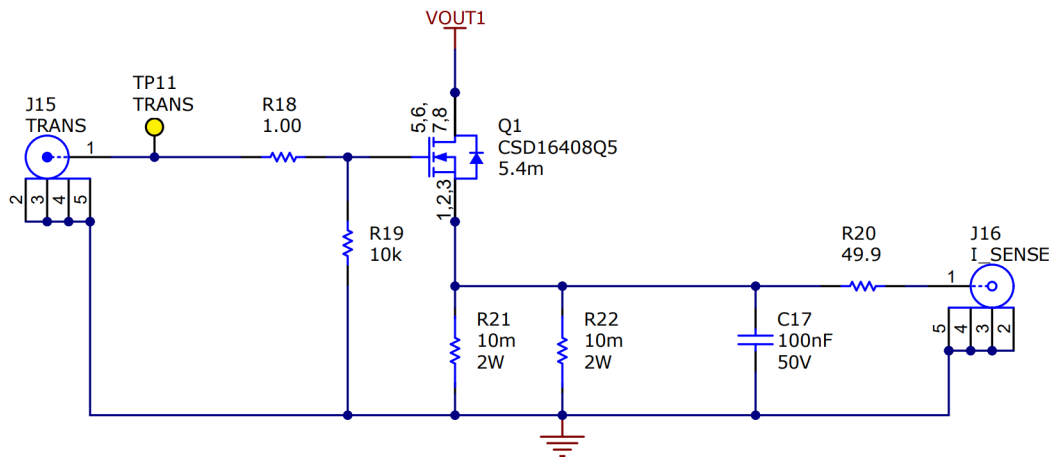 VOUT1
J15
TRANS
TP11
TRANS
R18
1.00
1
2
3
4
5
5,6,
7,8
Q1
CSD16408Q5
5.4m
1,2,3
R19
10k
R20
49.9
J16
I_SENSE
1
5
4
3
2
R21
10m
2W
R22
10m
2W
C17
100nF
50V